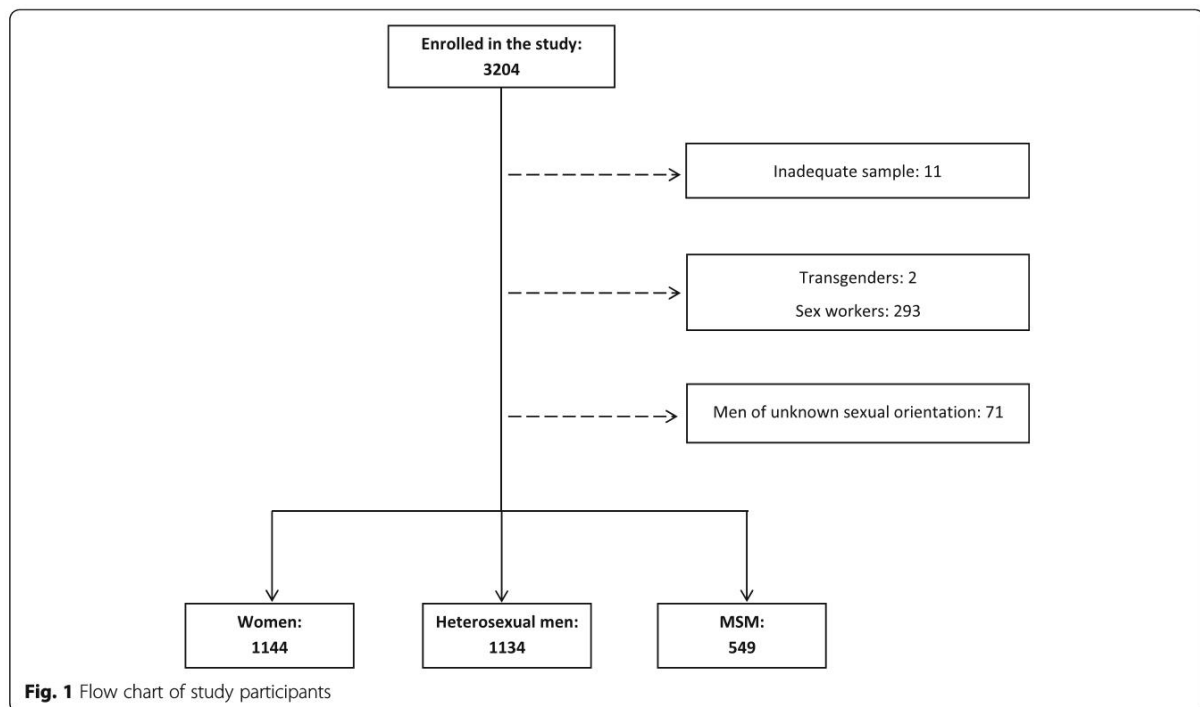 Enrolled in the study:
3204
Inadequate sample: 11
Transgenders: 2
Sex workers: 293
Men of unknown sexual orientation: 71
Women:
1144
Heterosexual men:
1134
MSM:
549
Fig. 1 Flow chart of study participants